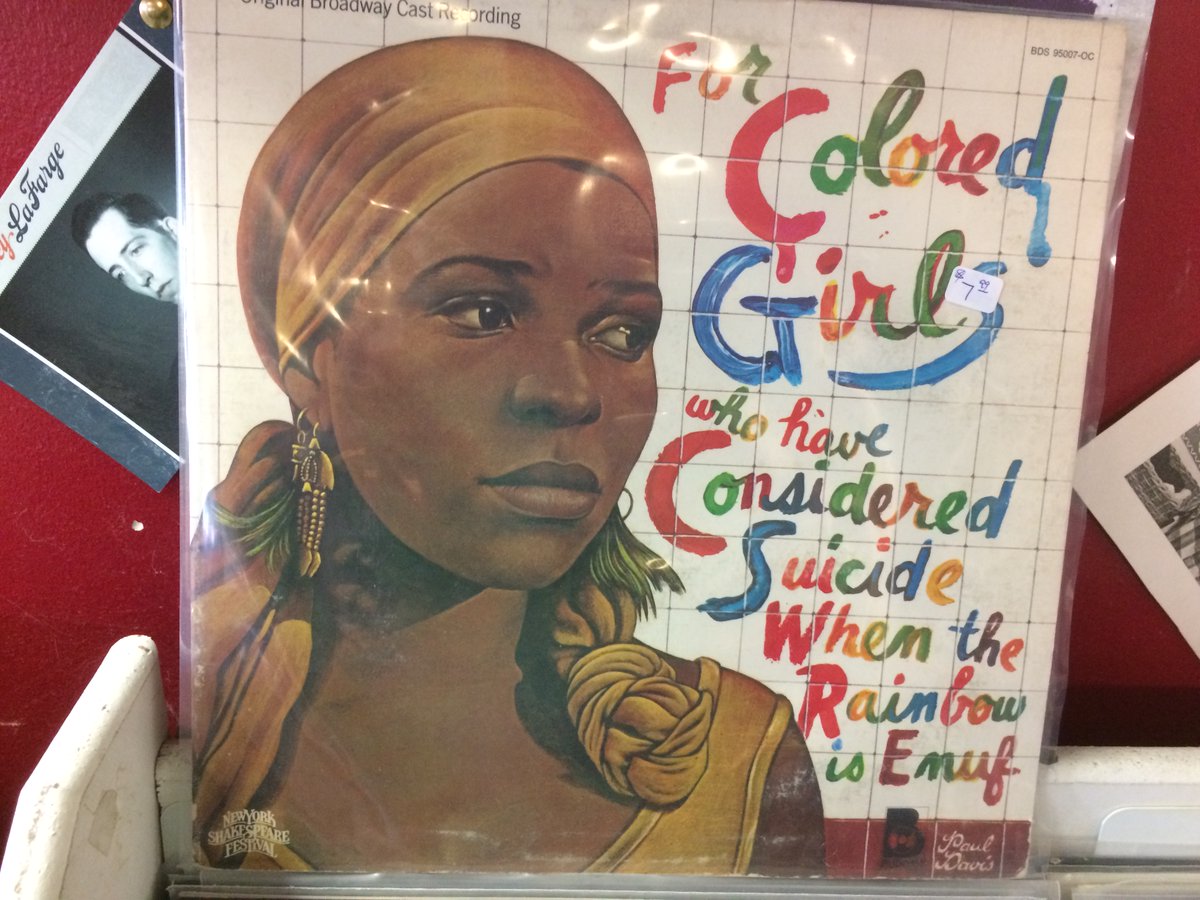 Original Broadway Cast Recording
BDS 95007-OC
For
Colored
Girls
$7.99
who have
Considered
Suicide
When the
Rainbow
is Enuf.
NEW YORK
SHAKESPEARE
FESTIVAL
B
Paul
Davis
LaFarge